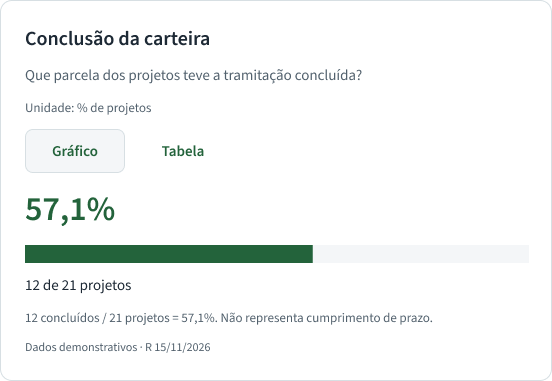 Conclusão da carteira
Que parcela dos projetos teve a tramitação concluída?
Unidade: % de projetos
Gráfico
Tabela
57,1%
12 de 21 projetos
12 concluídos / 21 projetos = 57,1%. Não representa cumprimento de prazo.
Dados demonstrativos · R 15/11/2026